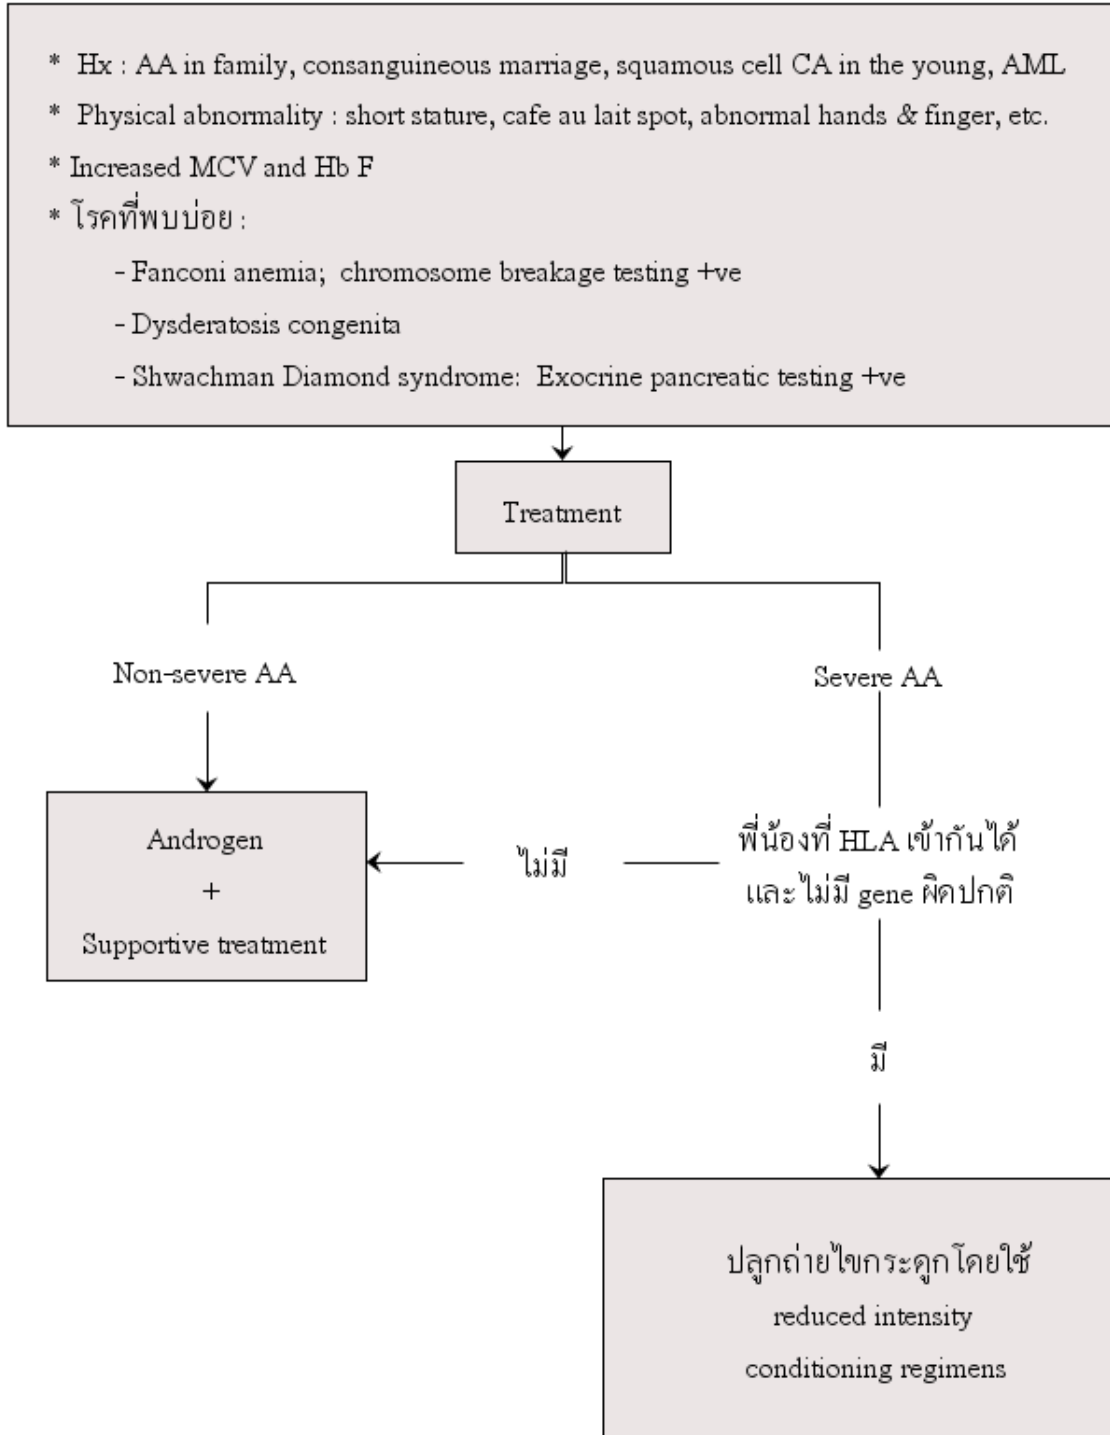 * Hx : AA in family, consanguineous marriage, squamous cell CA in the young, AML
* Physical abnormality : short stature, cafe au lait spot, abnormal hands & finger, etc.
* Increased MCV and Hb F
* โรคที่พบบ่อย :
- Fanconi anemia; chromosome breakage testing +ve
- Dysderatosis congenita
- Shwachman Diamond syndrome: Exocrine pancreatic testing +ve
Treatment
Non-severe AA
Severe AA
Androgen
+
Supportive treatment
ไม่มี
พี่น้องที่ HLA เข้ากันได้
และ ไม่มี gene ผิดปกติ
มี
ปลูกถ่ายไขกระดูกโดยใช้
reduced intensity
conditioning regimens